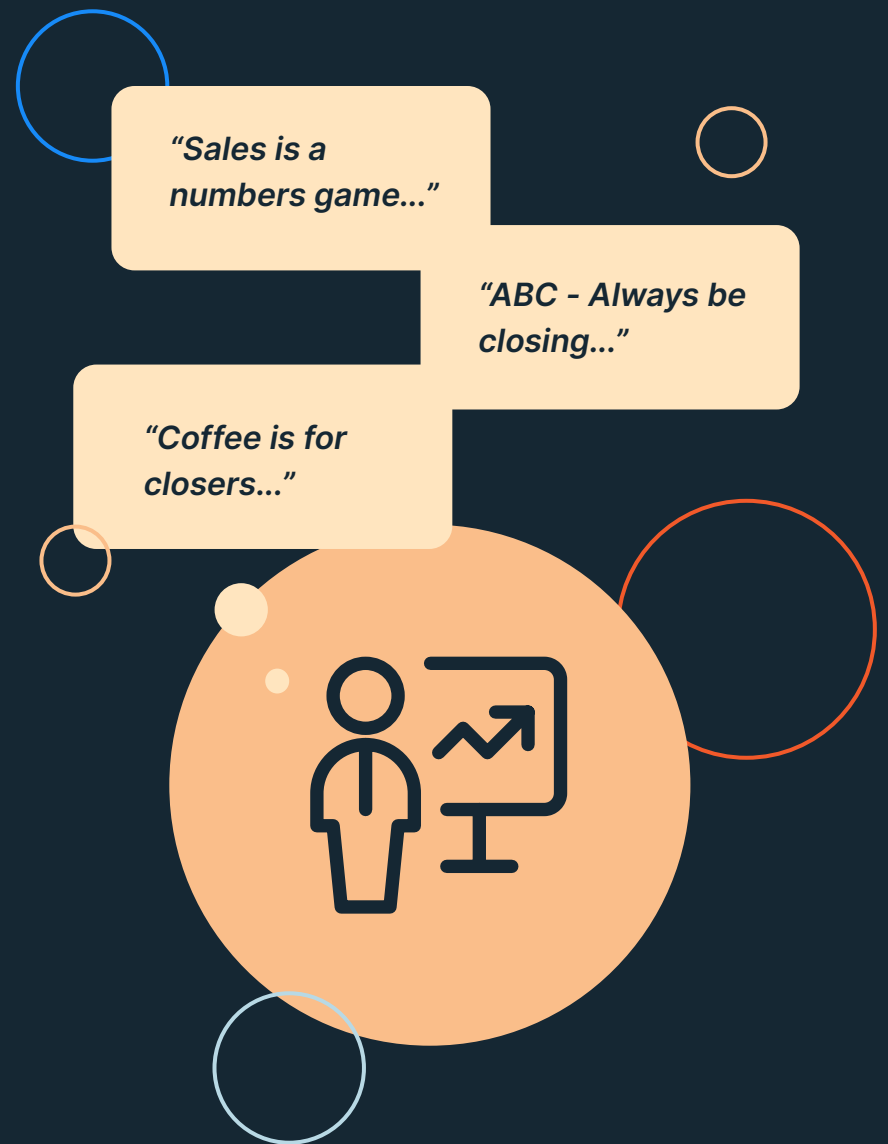 “Sales is a
numbers game...”
“ABC - Always be
closing...”
“Coffee is for
closers...”